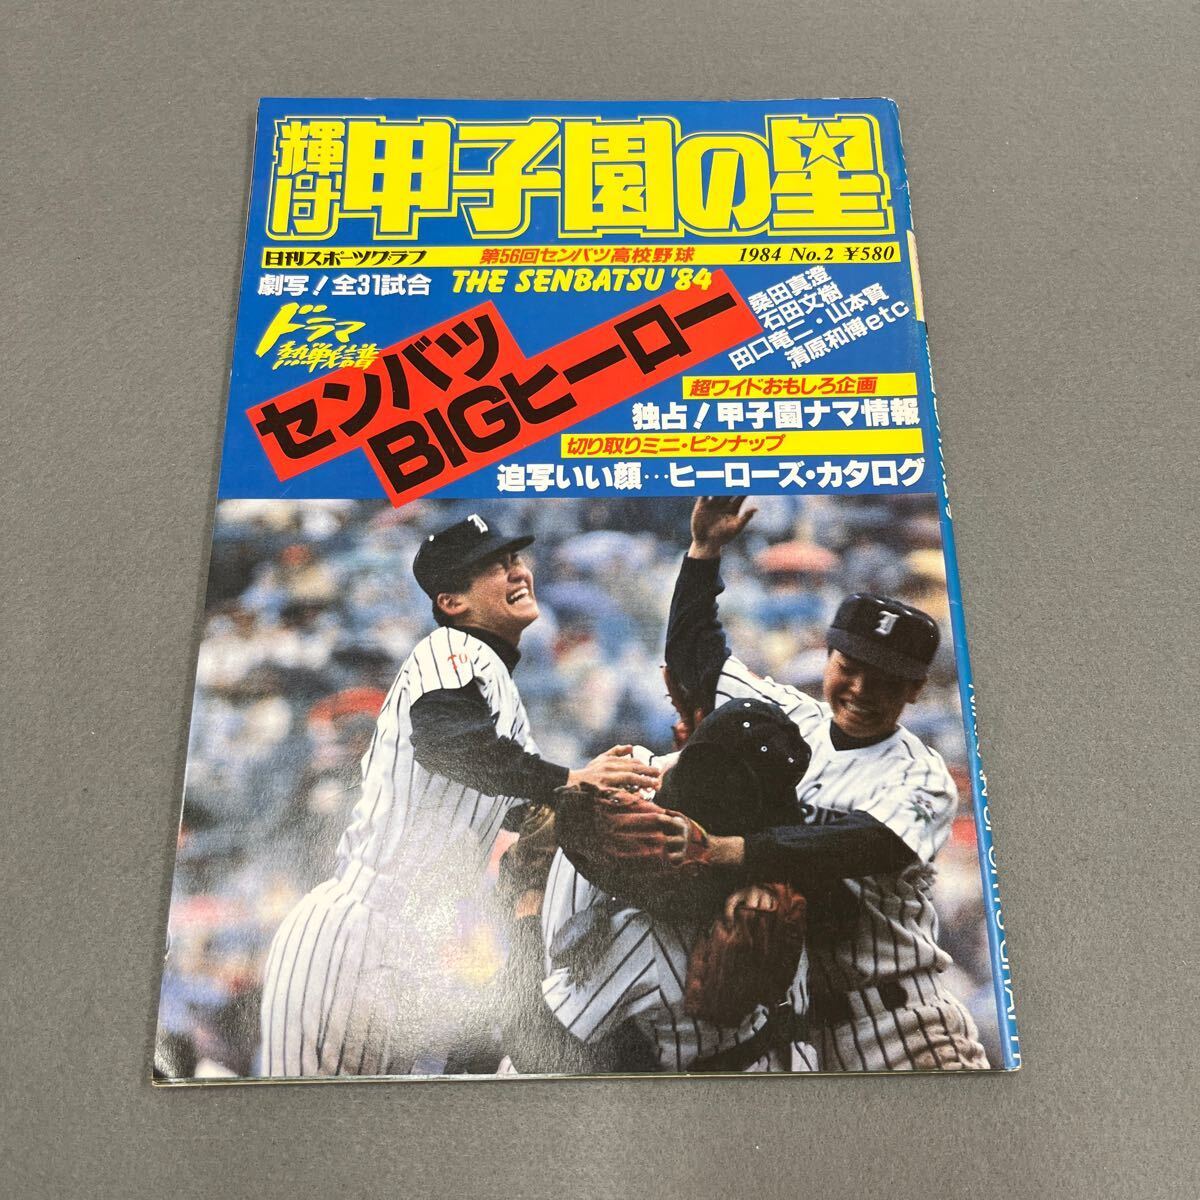 輝け甲子園の星
日刊スポーツグラフ 第56回センバツ高校野球 1984 No.2 ¥580
劇写!全31試合 THE SENBATSU '84
ドラマ
熱戦譜
センバツ
BIGヒーロー
桑田真澄
石田文樹
田口竜二・山本賢
清原和博etc
超ワイドおもしろ企画
独占!甲子園ナマ情報
切り取りミニ・ピンナップ
迫写いい顔…ヒーローズ・カタログ
I
I